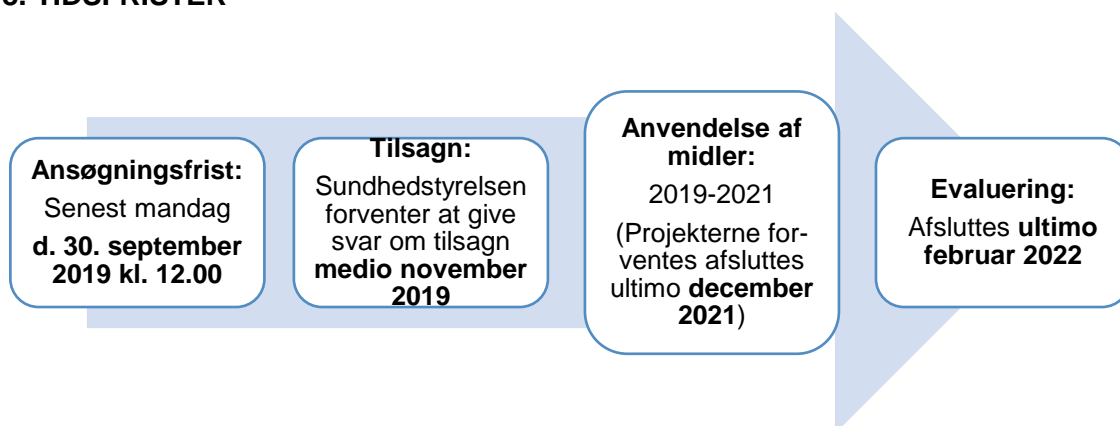 TIDSFRISTER
Ansøgningsfrist:
Senest mandag
d. 30. september
2019 kl. 12.00
Tilsagn:
Sundhedstyrelsen
forventer at give
svar om tilsagn
medio november
2019
Anvendelse af
midler:
2019-2021
(Projekterne for-
ventes afsluttes
ultimo december
2021)
Evaluering:
Afsluttes ultimo
februar 2022